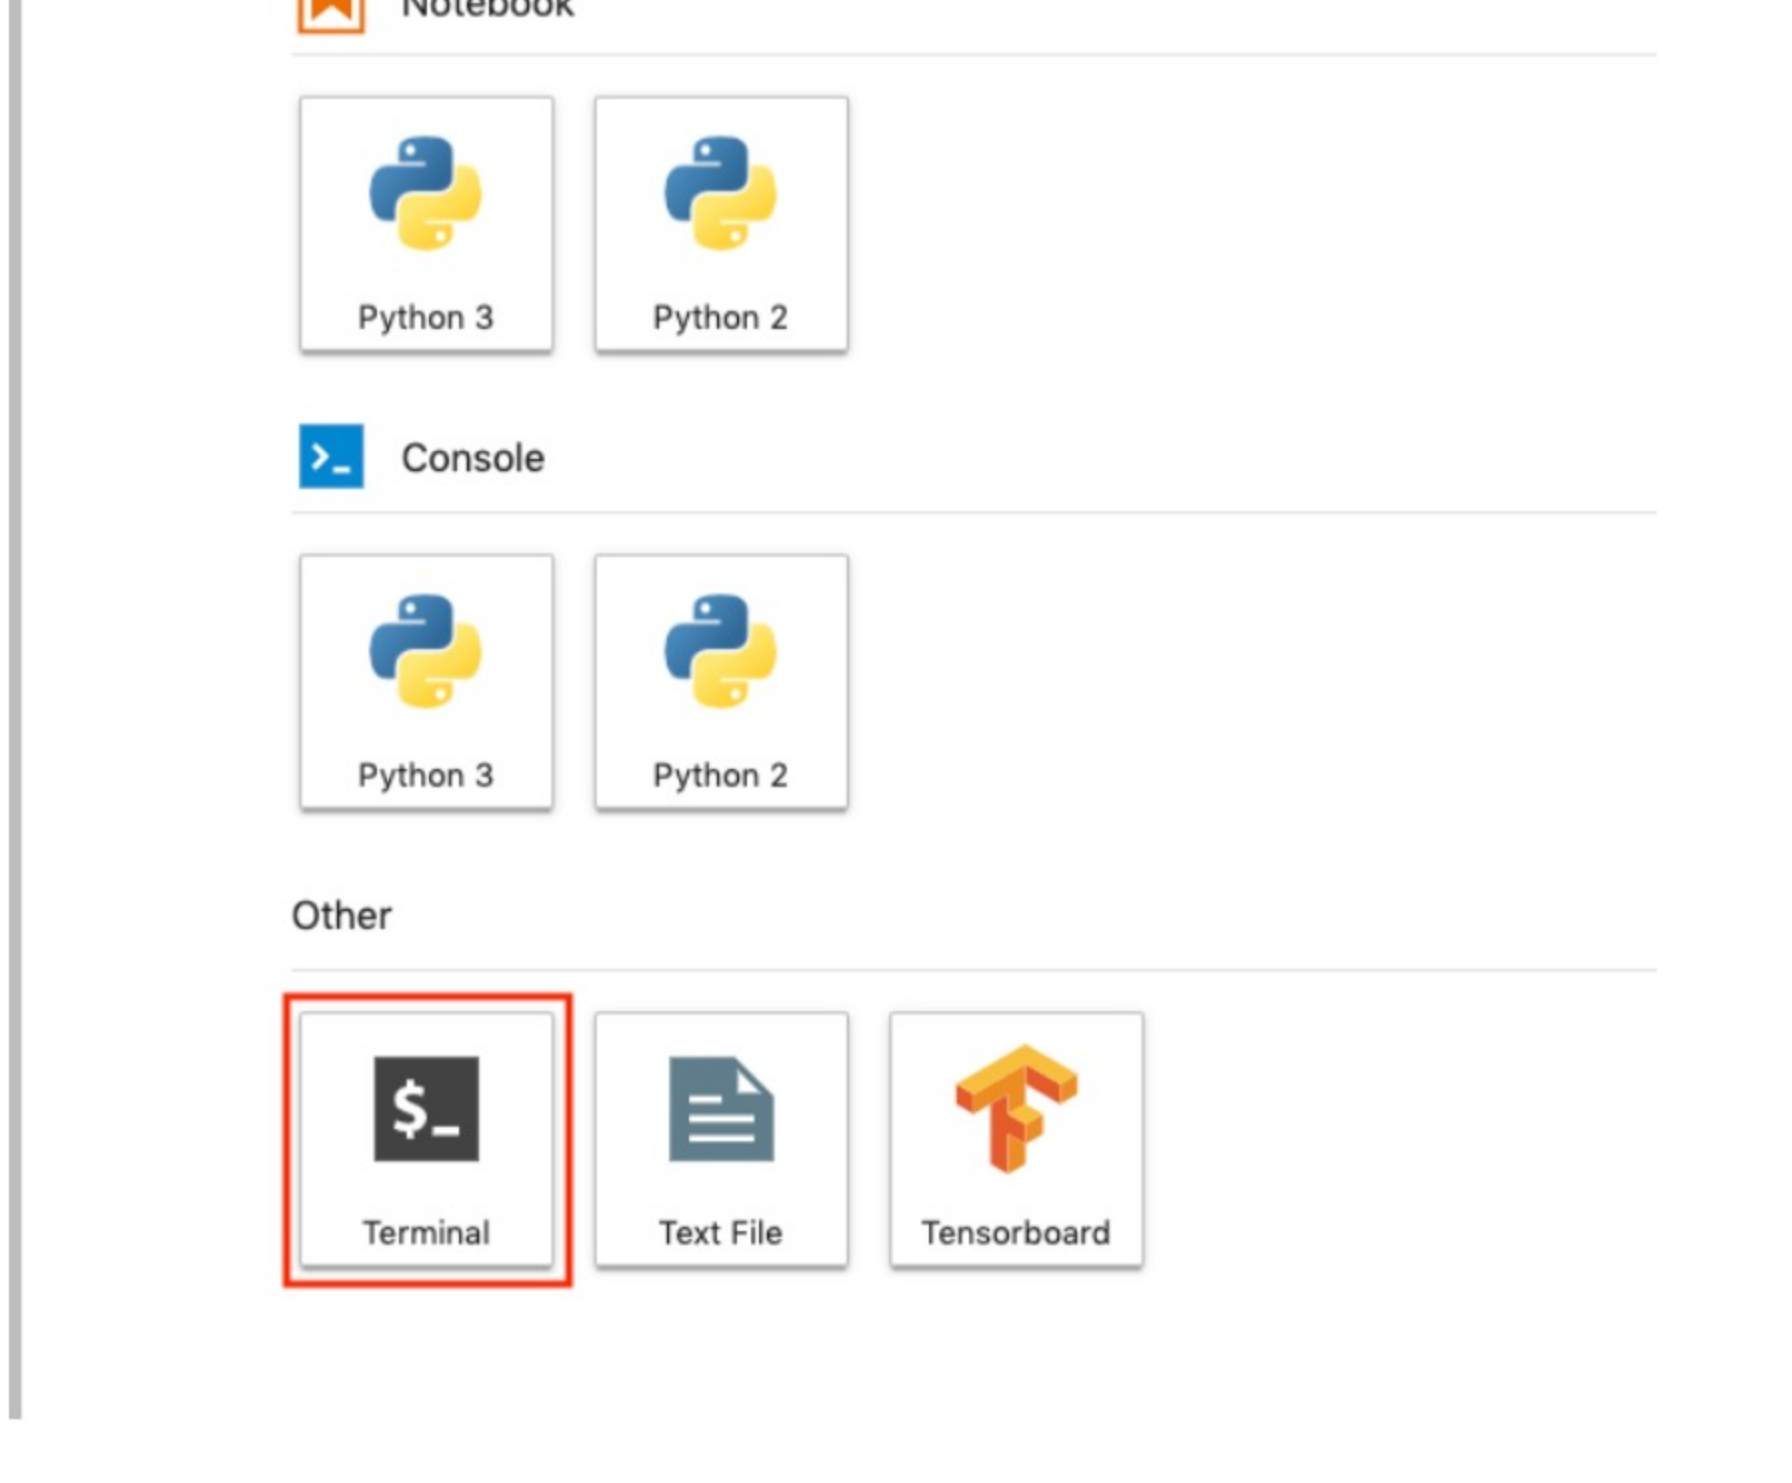 Notebook
Python 3 Python 2
>_ Console
Python 3 Python 2
Other
$_
Terminal Text File Tensorboard